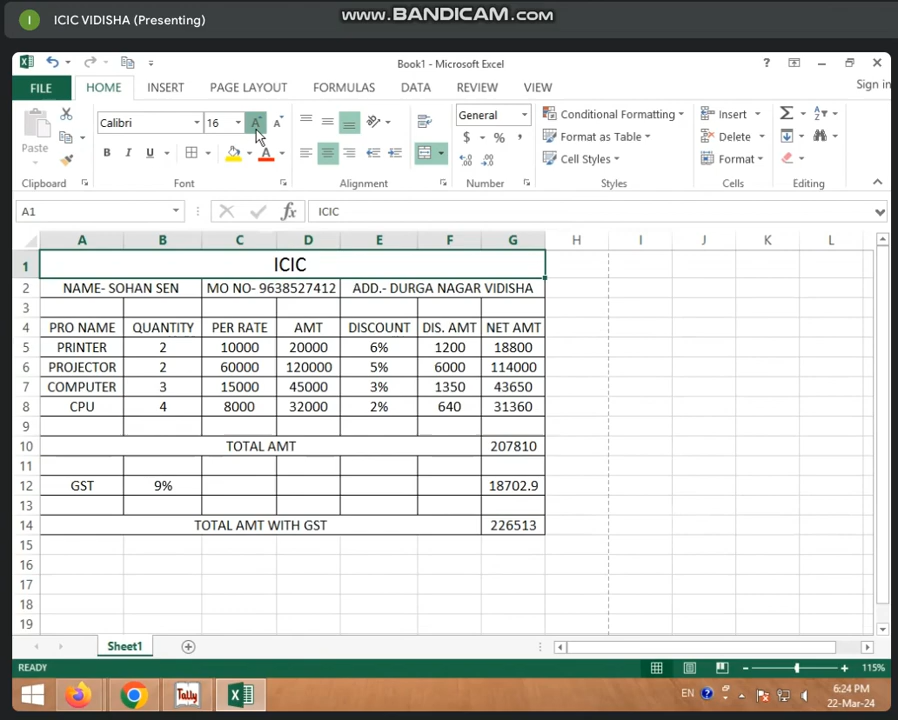 WWW.BANDICAM.COM
I ICIC VIDISHA (Presenting)
Book1 - Microsoft Excel
?
FILE HOME INSERT PAGE LAYOUT FORMULAS DATA REVIEW VIEW Sign in
Paste
Calibri 16 A A
B I U A
General
$ % ,
Conditional Formatting
Format as Table
Cell Styles
Insert
Delete
Format
Clipboard Font Alignment Number Styles Cells Editing
A1 fx ICIC
A B C D E F G H I J K L
1 ICIC
2 NAME- SOHAN SEN MO NO- 9638527412 ADD.- DURGA NAGAR VIDISHA
3
4 PRO NAME QUANTITY PER RATE AMT DISCOUNT DIS. AMT NET AMT
5 PRINTER 2 10000 20000 6% 1200 18800
6 PROJECTOR 2 60000 120000 5% 6000 114000
7 COMPUTER 3 15000 45000 3% 1350 43650
8 CPU 4 8000 32000 2% 640 31360
9
10 TOTAL AMT 207810
11
12 GST 9% 18702.9
13
14 TOTAL AMT WITH GST 226513
15
16
17
18
19
Sheet1
READY 115%
Tally EN 6:24 PM
22-Mar-24